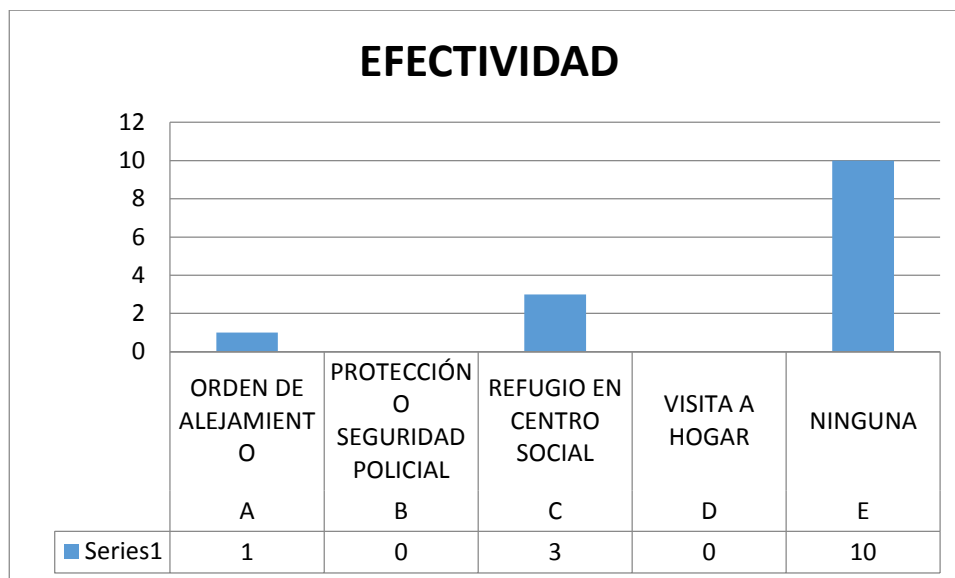 EFECTIVIDAD
12
10
8
6
4
2
0
ORDEN DE
ALEJAMIENT
O
PROTECCIÓN
O
SEGURIDAD
POLICIAL
REFUGIO EN
CENTRO
SOCIAL
VISITA A
HOGAR
NINGUNA
A B C D E
Series1 1 0 3 0 10